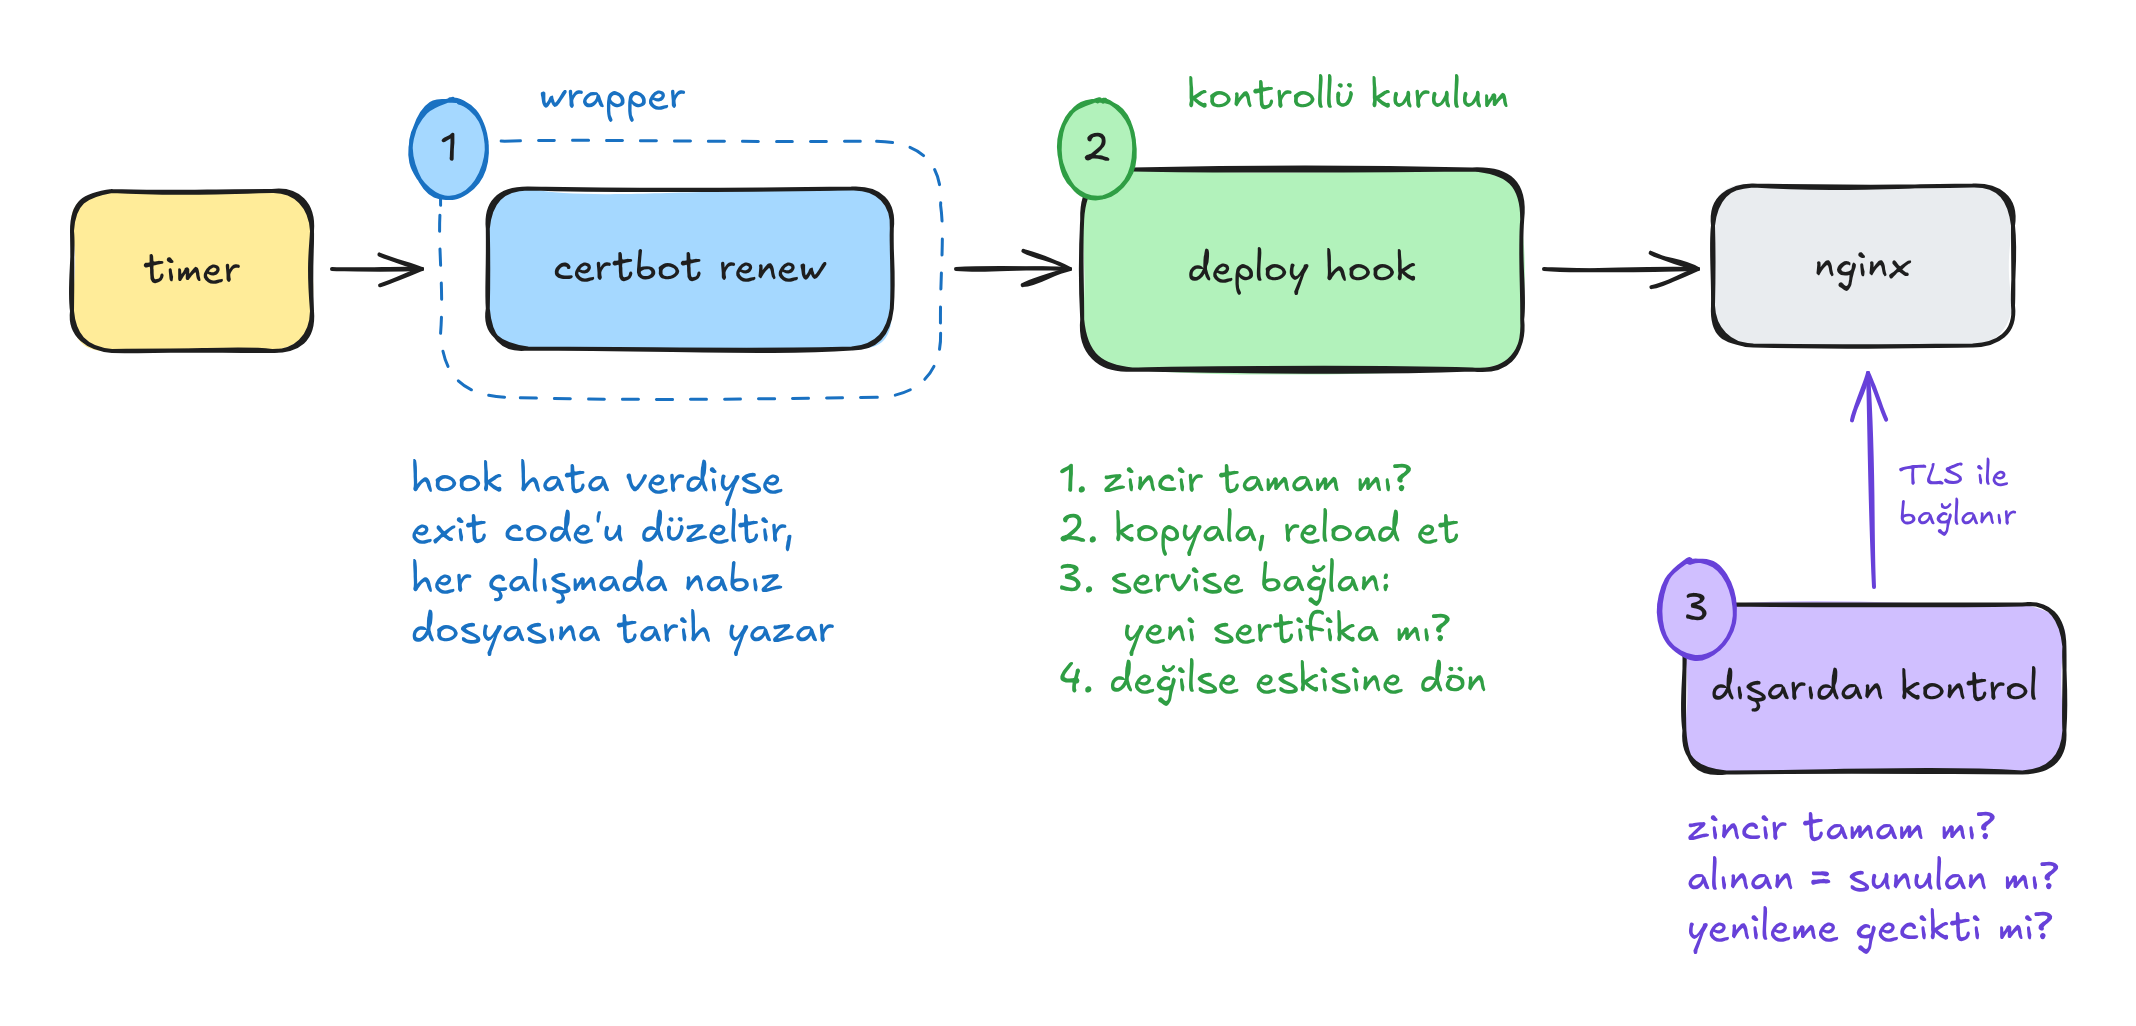 wrapper
kontrollü kurulum
1
2
timer
certbot renew
deploy hook
nginx
hook hata verdiyse
exit code'u düzeltir,
her çalışmada nabız
dosyasına tarih yazar
1. zincir tamam mı?
2. kopyala, reload et
3. servise bağlan:
yeni sertifika mı?
4. değilse eskisine dön
TLS ile
bağlanır
3
dışarıdan kontrol
zincir tamam mı?
alınan = sunulan mı?
yenileme gecikti mi?